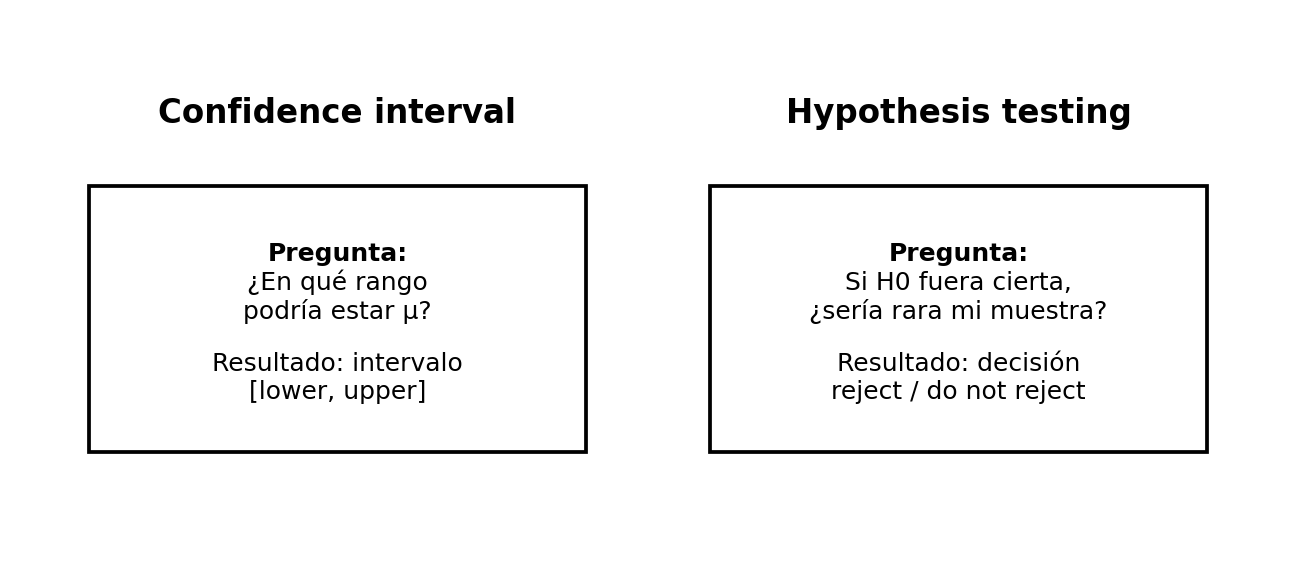 Confidence interval
Pregunta:
¿En qué rango
podría estar μ?
Resultado: intervalo
[lower, upper]
Hypothesis testing
Pregunta:
Si H0 fuera cierta,
¿sería rara mi muestra?
Resultado: decisión
reject / do not reject